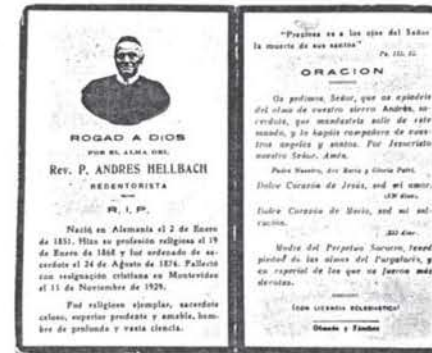 ROGAD A DIOS
POR EL ALMA DEL
Rev. P. ANDRES HELLBACH
REDENTORISTA
R. I. P.
Nació en Alemania el 2 de Enero
de 1851. Hizo su profesión religiosa el 19
de Enero de 1868 y fué ordenado de sa-
cerdote el 24 de Agosto de 1874. Falleció
con resignación cristiana en Montevideo
el 11 de Noviembre de 1929.
Fué religioso ejemplar, sacerdote
celoso, superior prudente y amable, hom-
bre de profunda y vasta ciencia.
"Preciosa es a los ojos del Señor
la muerte de sus santos"
Ps.
ORACION
Os pedimos, Señor, que os apiadéis
del alma de vuestro siervo Andrés, sa-
cerdote, que mandasteis salir de este
mundo, y lo hagáis compañero de vues-
tros angeles y santos. Por Jesucristo
nuestro Señor. Amén.
Padre Nuestro, Ave María y Gloria Patri.
Dulce Corazón de Jesús, sed mi amor.
días.
Dulce Corazón de María, sed mi sal-
vación.
días.
Madre del Perpetuo Socorro, tened
piedad de las almas del Purgatorio, y
en especial de los que os fueron más
devotas.
(CON LICENCIA ECLESIASTICA)